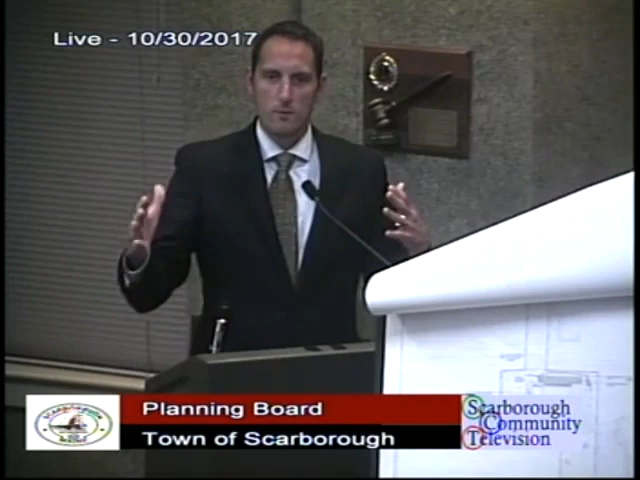 Live - 10/30/2017
Planning Board
Town of Scarborough
Scarborough
Community
Television